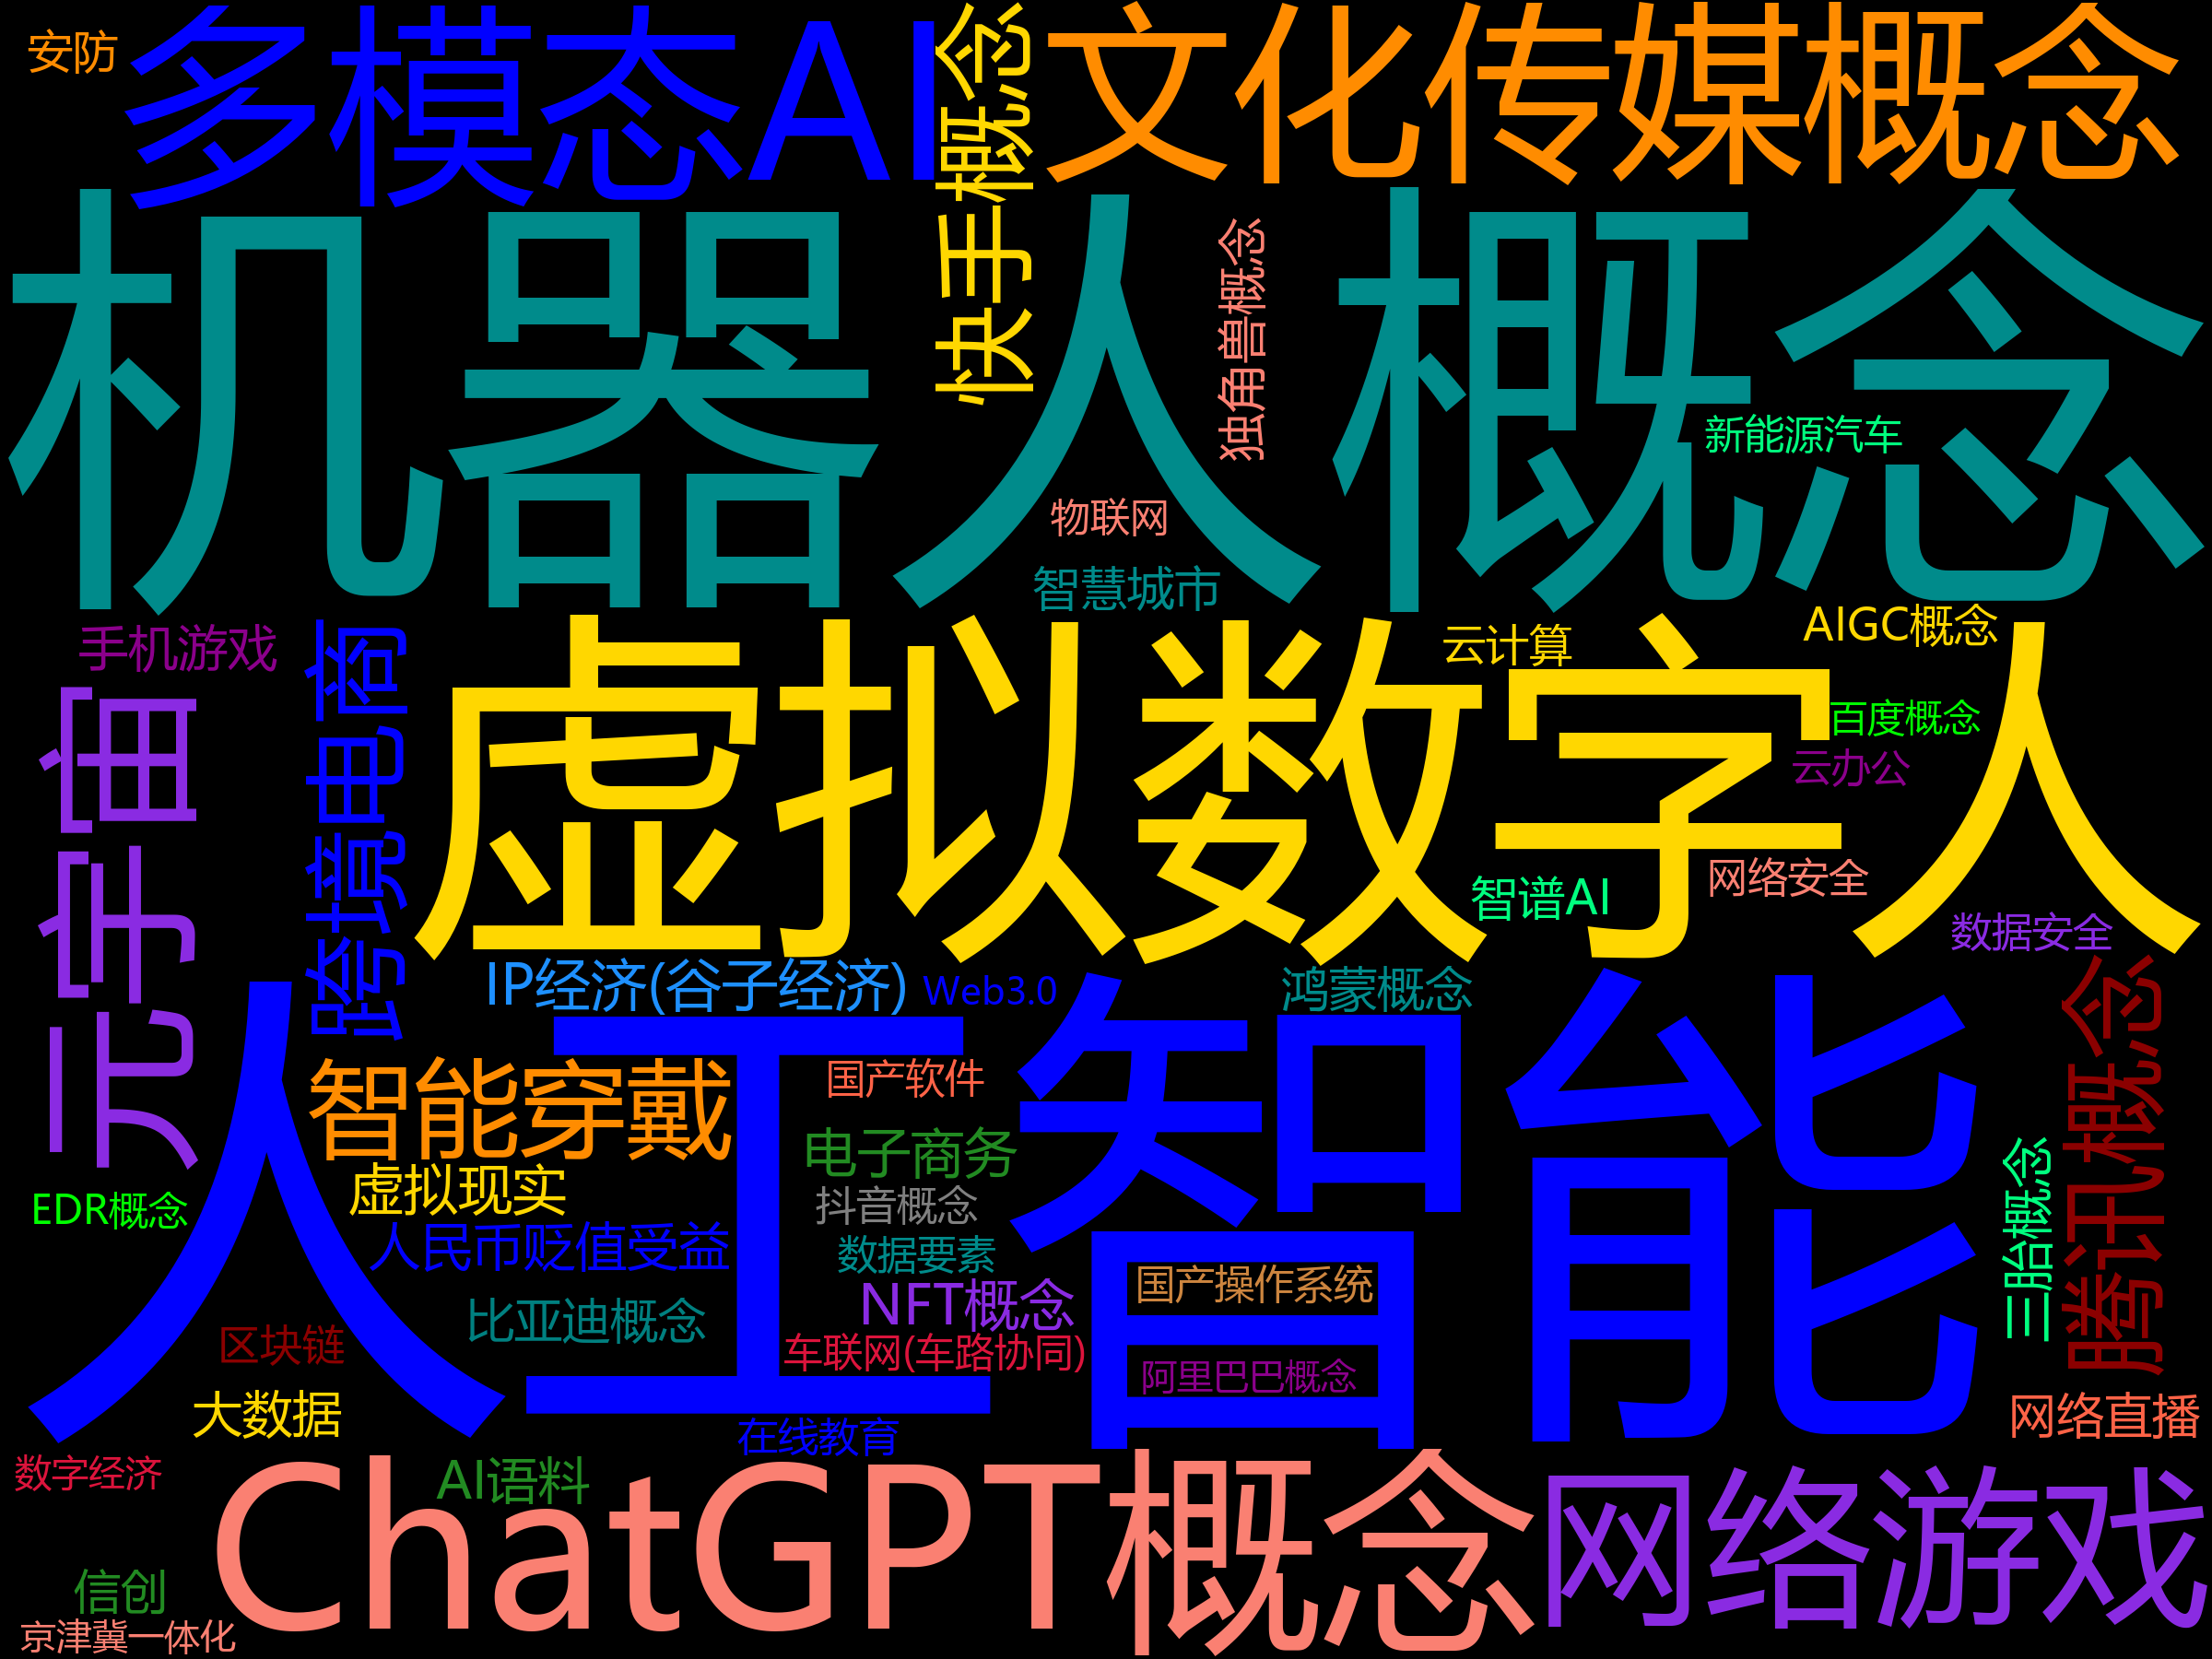 安防
多模态AI
快手概念
文化传媒概念
机器人概念
独角兽概念
新能源汽车
物联网
智慧城市
手机游戏
元宇宙
跨境电商
虚拟数字人
云计算
AIGC概念
百度概念
云办公
网络安全
智谱AI
数据安全
IP经济(谷子经济)
Web3.0
鸿蒙概念
人工智能
智能穿戴
国产软件
电子商务
虚拟现实
抖音概念
EDR概念
人民币贬值受益
数据要素
NFT概念
国产操作系统
三胎概念
腾讯概念
比亚迪概念
区块链
车联网(车路协同)
阿里巴巴概念
大数据
在线教育
网络直播
数字经济
AI语料
ChatGPT概念
网络游戏
信创
京津冀一体化